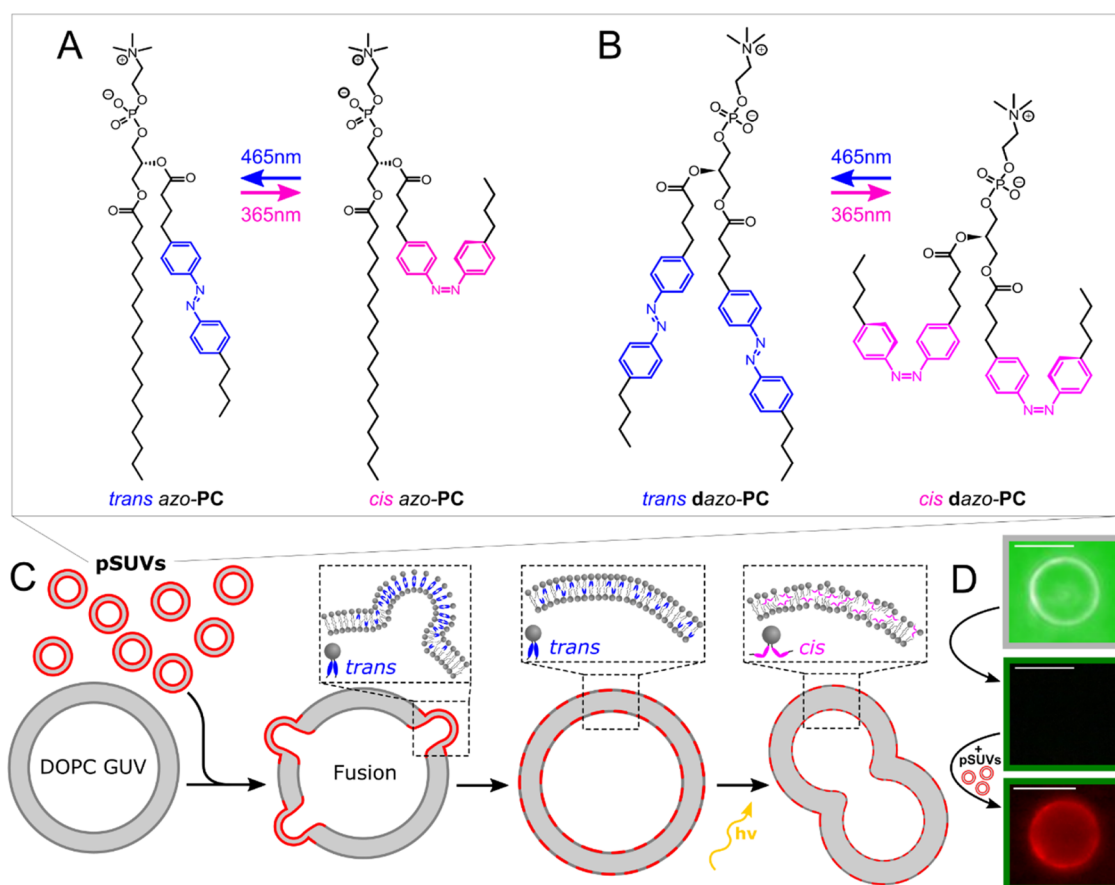 A
B
N
⊕
⊖
O
P
O
O
O
O
O
O
O
N
N
465nm
365nm
N
⊕
⊖
O
P
O
O
O
O
O
O
O
N=N
N
⊕
O
P
O
O
⊖
O
O
O
O
O
N
N
N
N
465nm
365nm
N
⊕
O
P
O
⊖
O
O
O
O
O
O
N=N
N=N
trans azo-PC
cis azo-PC
trans dazo-PC
cis dazo-PC
C
pSUVs
D
trans
trans
cis
DOPC GUV
Fusion
hv
+
pSUVs